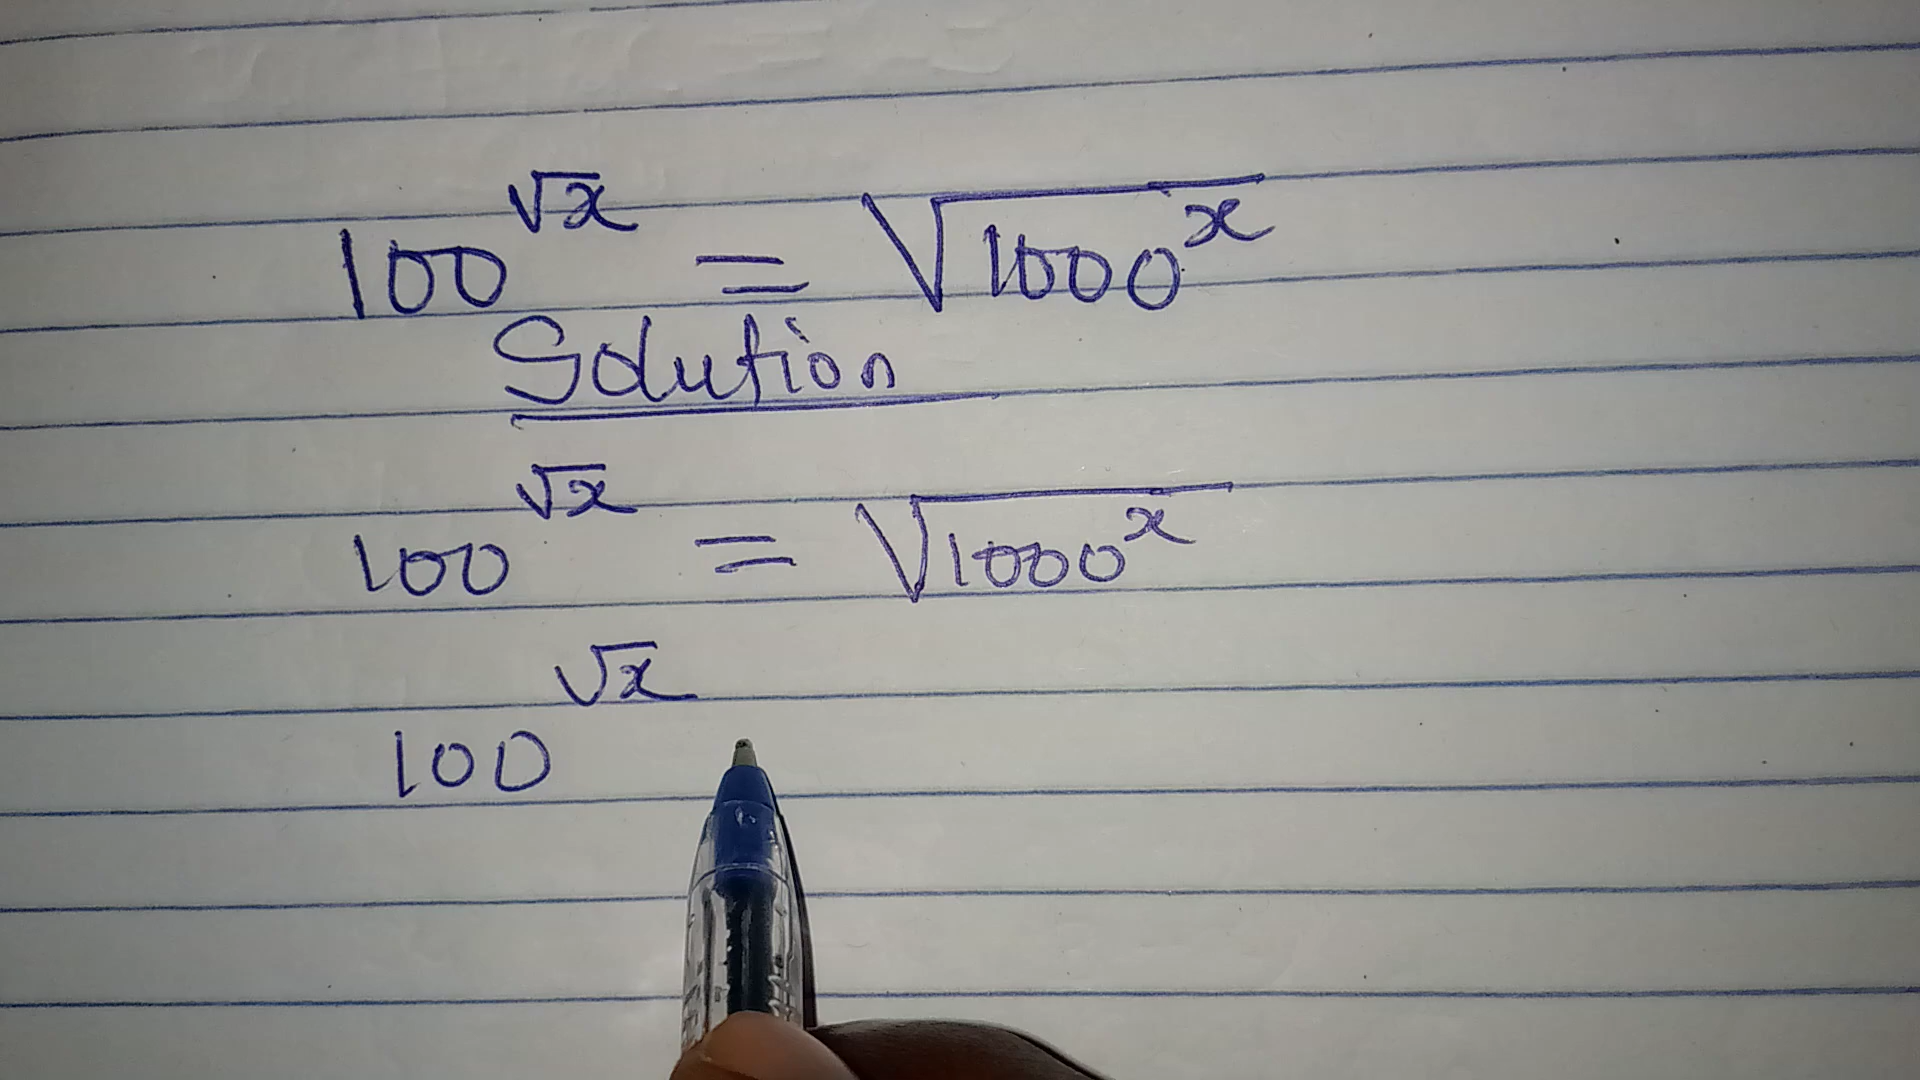 100^√x = √1000^x
Solution
100^√x = √1000^x
100^√x